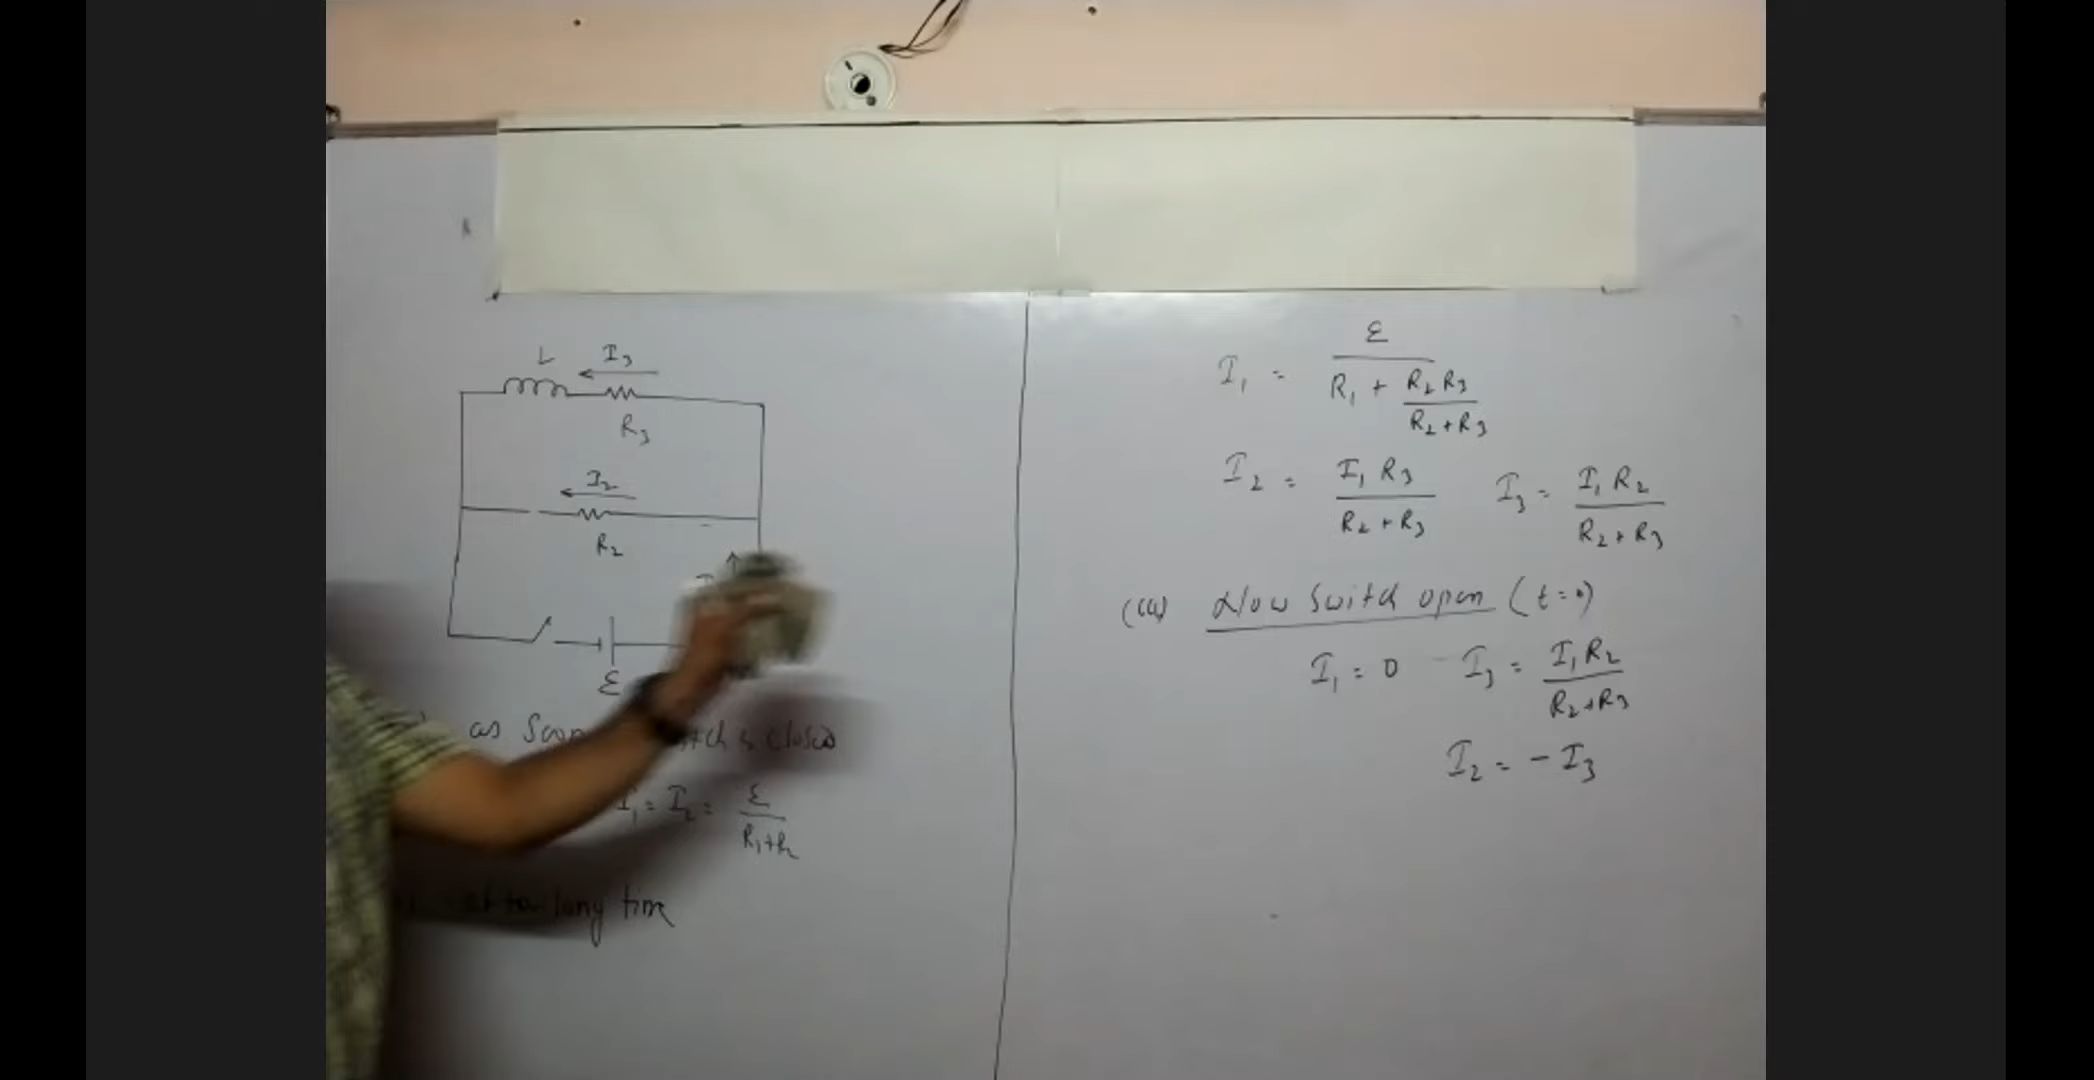 L I₃
R₃
I₂
R₂
ε
as soon is closed
I₁ = I₂ = ε / (R₁+R₂)
long time
I₁ = ε / (R₁ + R₂R₃ / (R₂+R₃))
I₂ = I₁R₃ / (R₂+R₃) I₃ = I₁R₂ / (R₂+R₃)
(iii) Now switch open (t=0)
I₁ = 0 I₃ = I₁R₂ / (R₂+R₃)
I₂ = - I₃